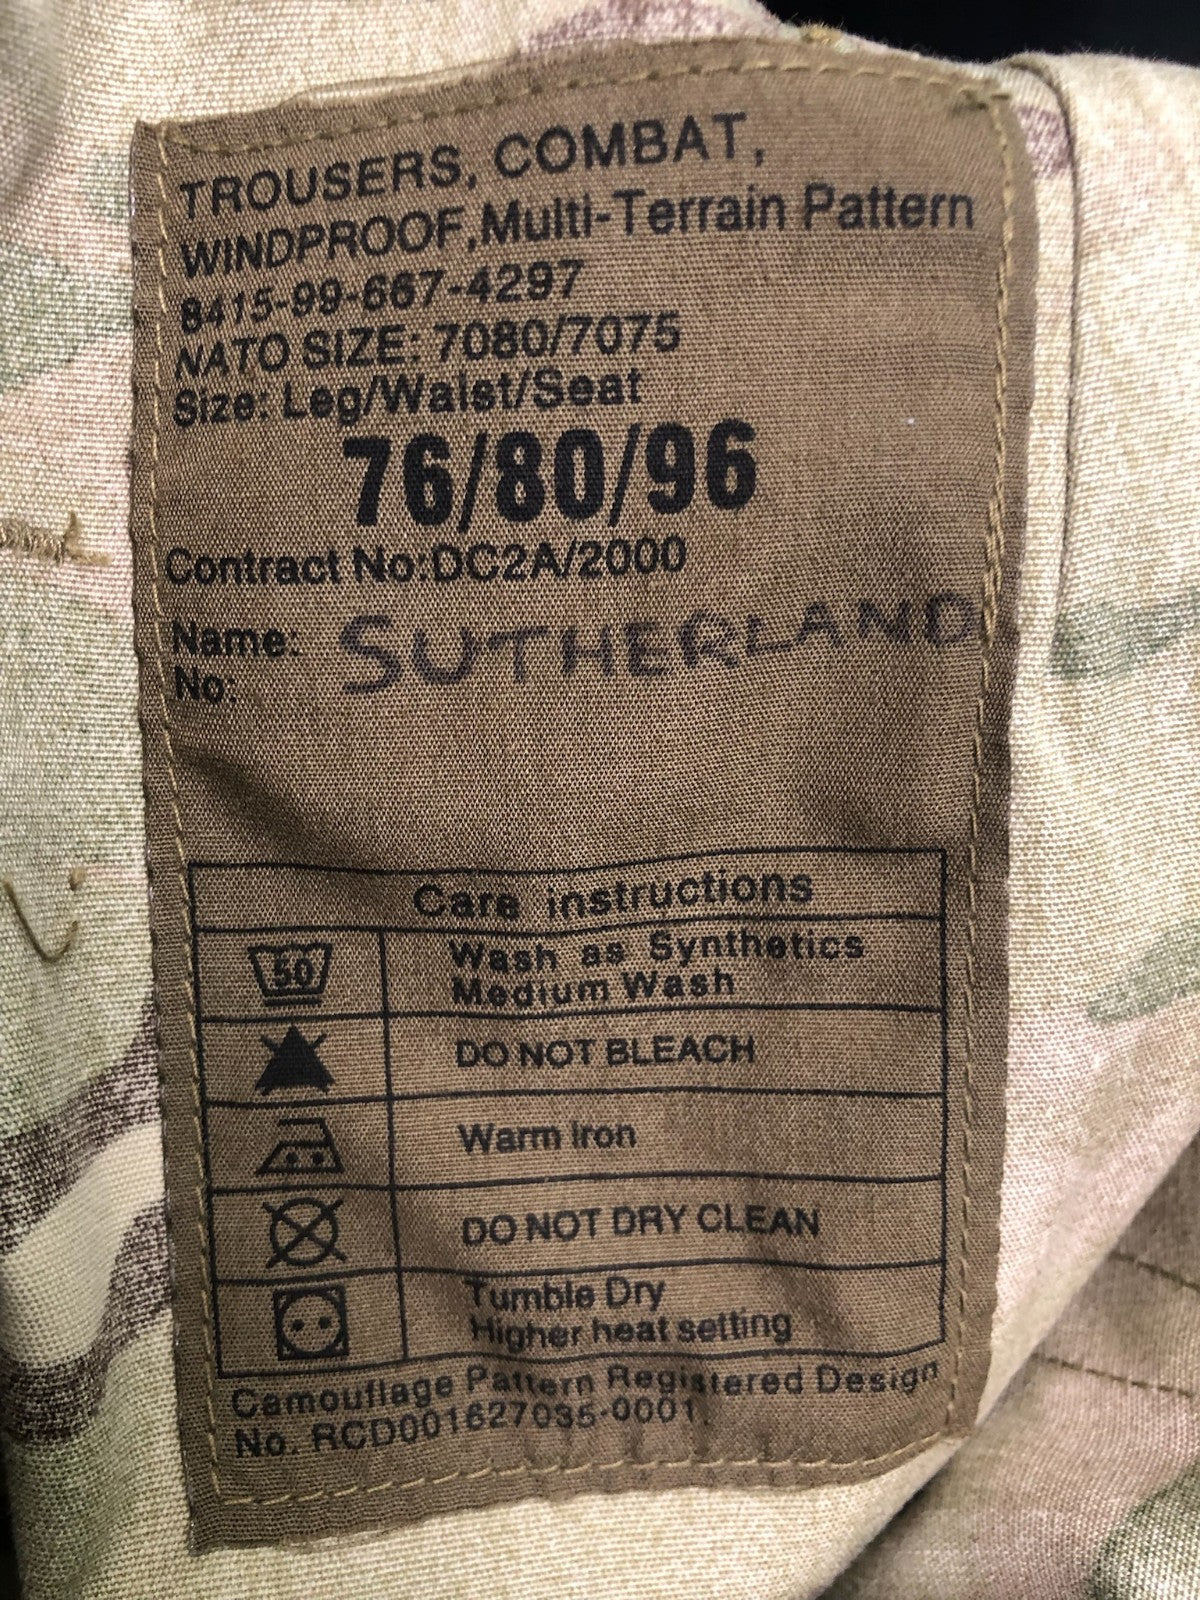 TROUSERS, COMBAT,
WINDPROOF,Multi-Terrain Pattern
8415-99-667-4297
NATO SIZE: 7080/7075
Size: Leg/Waist/Seat
76/80/96
Contract No:DC2A/2000
Name: SUTHERLAND
No:
Care instructions
50 Wash as Synthetics
Medium Wash
DO NOT BLEACH
Warm Iron
DO NOT DRY CLEAN
Tumble Dry
Higher heat setting
Camouflage Pattern Registered Design
No. RCD001627035-0001.